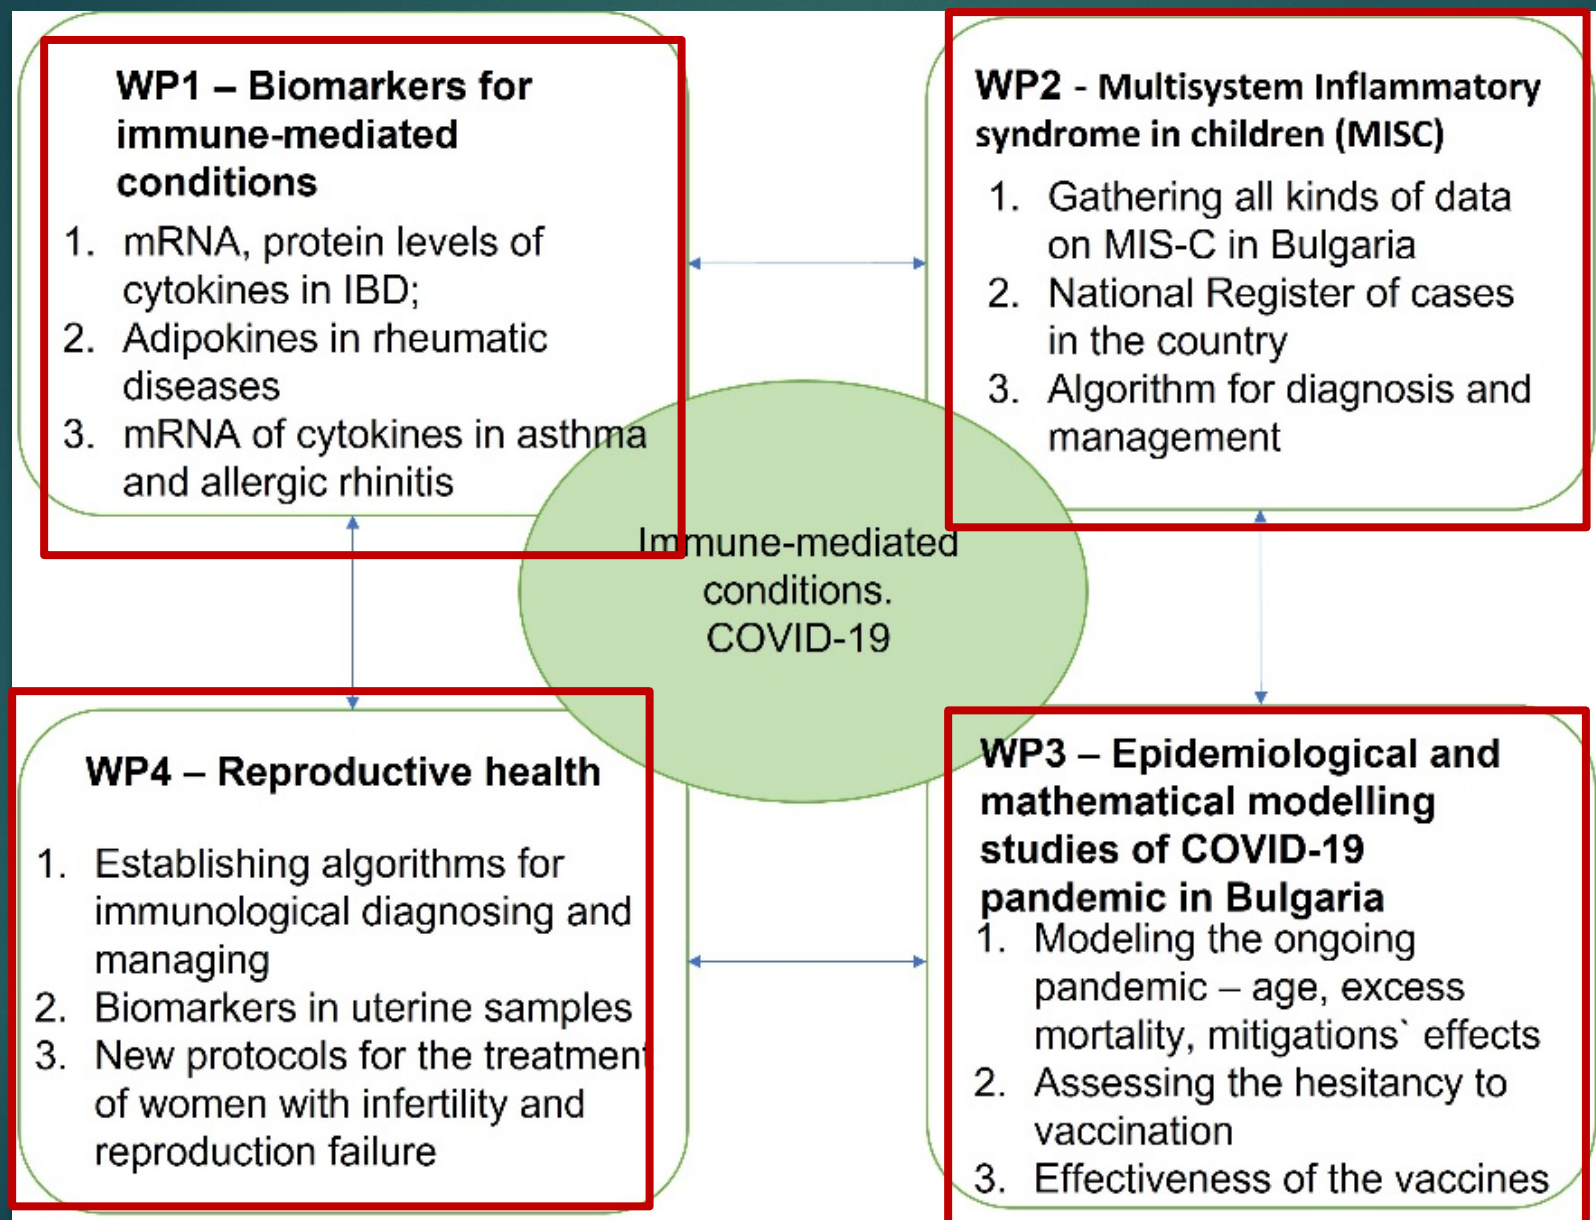 WP1 – Biomarkers for
immune-mediated
conditions
1. mRNA, protein levels of
cytokines in IBD;
2. Adipokines in rheumatic
diseases
3. mRNA of cytokines in asthma
and allergic rhinitis
WP2 - Multisystem Inflammatory
syndrome in children (MISC)
1. Gathering all kinds of data
on MIS-C in Bulgaria
2. National Register of cases
in the country
3. Algorithm for diagnosis and
management
Immune-mediated
conditions.
COVID-19
WP4 – Reproductive health
1. Establishing algorithms for
immunological diagnosing and
managing
2. Biomarkers in uterine samples
3. New protocols for the treatment
of women with infertility and
reproduction failure
WP3 – Epidemiological and
mathematical modelling
studies of COVID-19
pandemic in Bulgaria
1. Modeling the ongoing
pandemic – age, excess
mortality, mitigations` effects
2. Assessing the hesitancy to
vaccination
3. Effectiveness of the vaccines